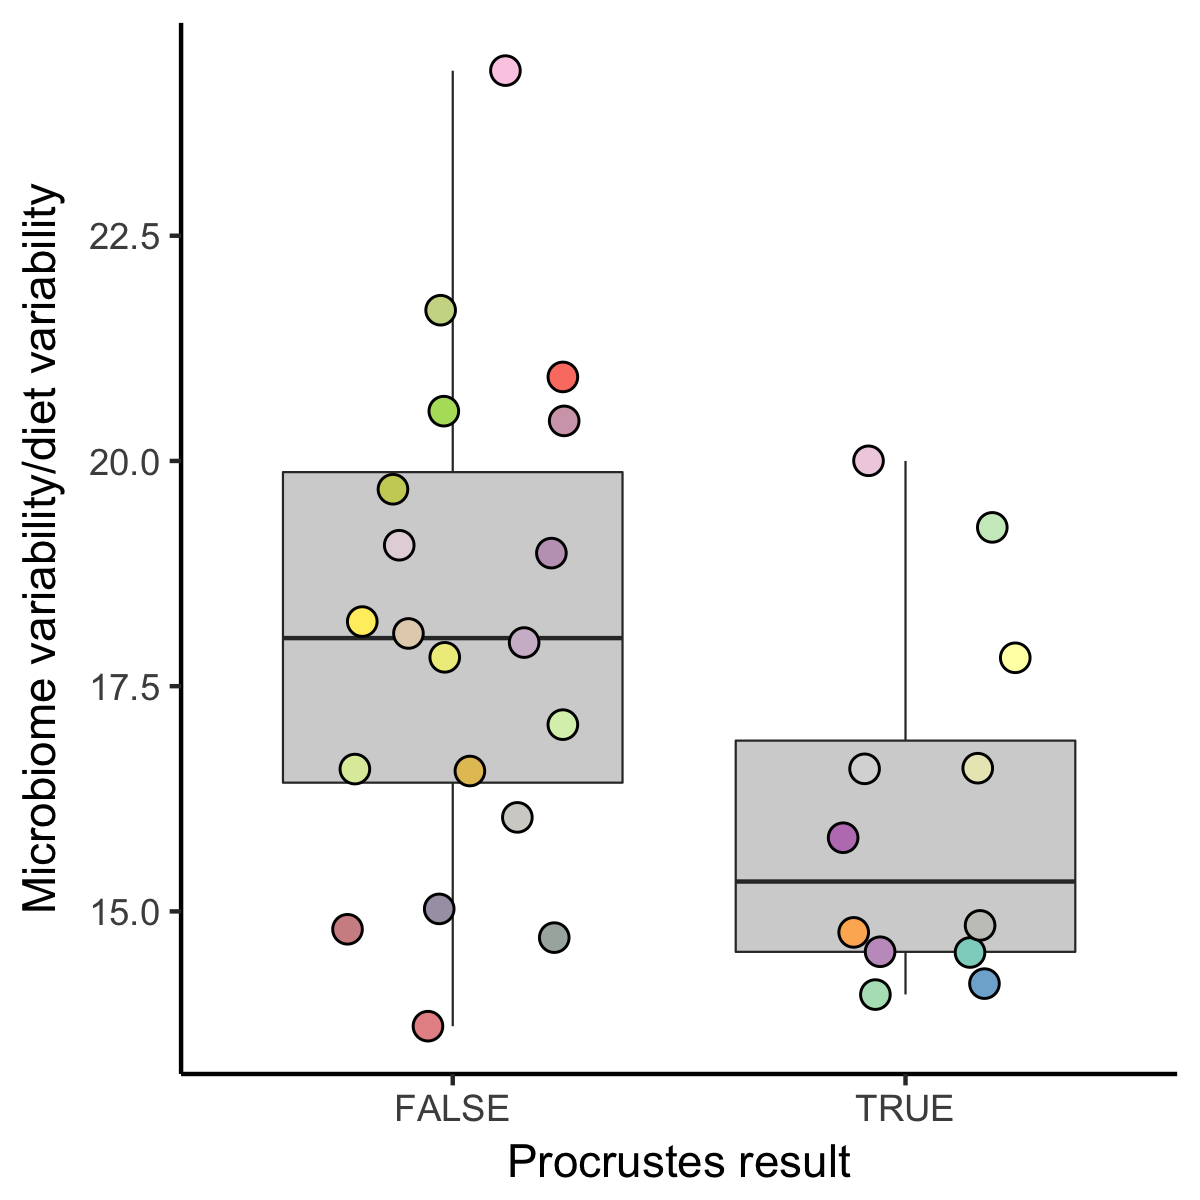 Microbiome variability/diet variability
22.5
20.0
17.5
15.0
FALSE
TRUE
Procrustes result